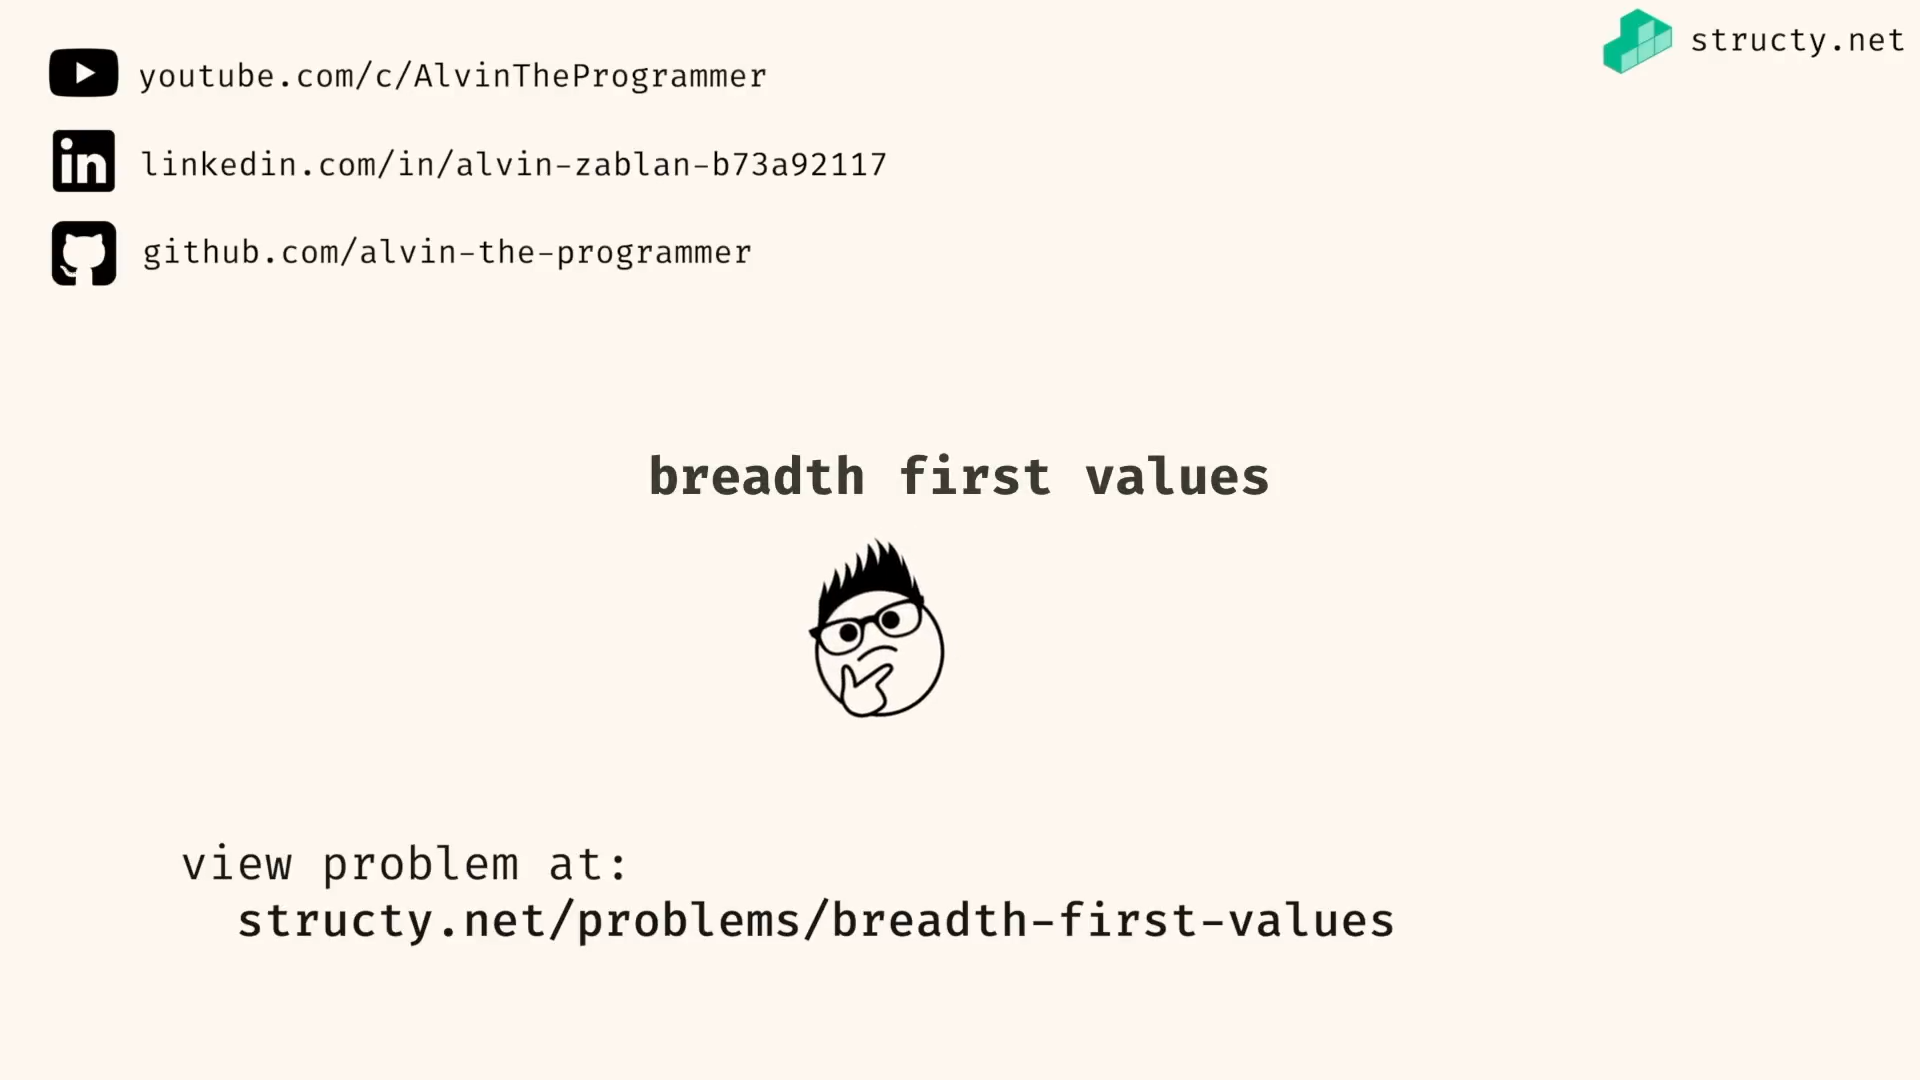 youtube.com/c/AlvinTheProgrammer
structy.net
linkedin.com/in/alvin-zablan-b73a92117
in
github.com/alvin-the-programmer
breadth first values
view problem at:
structy.net/problems/breadth-first-values